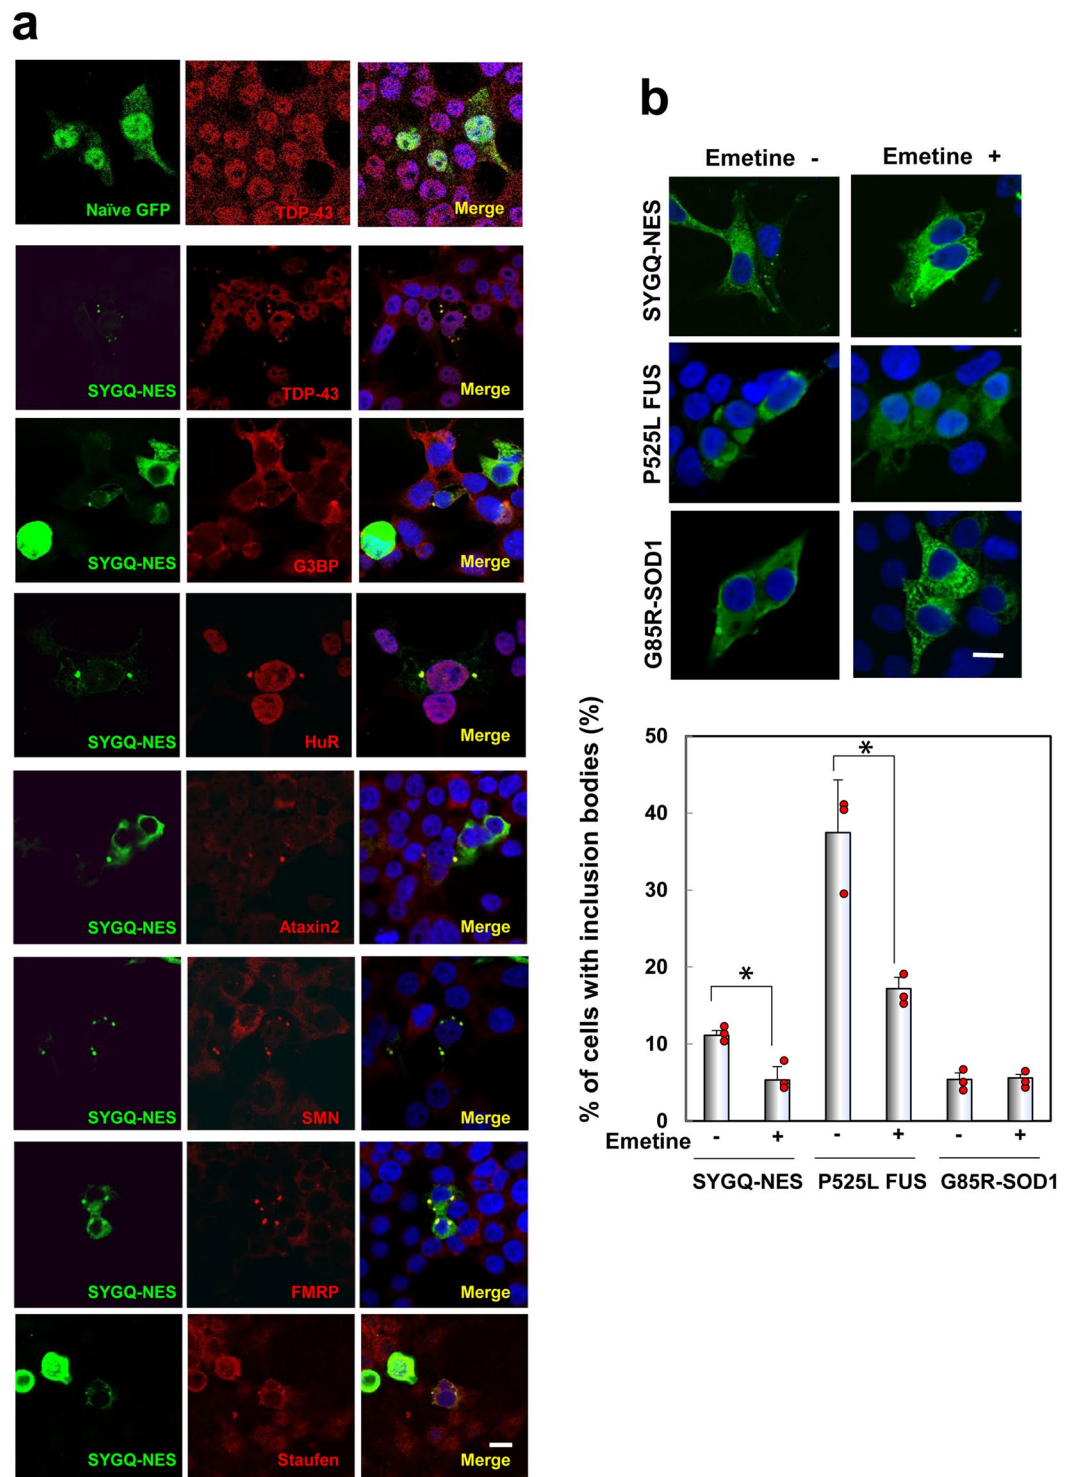 a
Naïve GFP
TDP-43
Merge
SYGQ-NES
TDP-43
Merge
SYGQ-NES
G3BP
Merge
SYGQ-NES
HuR
Merge
SYGQ-NES
Ataxin2
Merge
SYGQ-NES
SMN
Merge
SYGQ-NES
FMRP
Merge
SYGQ-NES
Staufen
Merge
b
Emetine -
Emetine +
SYGQ-NES
P525L FUS
G85R-SOD1
% of cells with inclusion bodies (%)
50
40
30
20
10
0
*
*
Emetine - + - + - +
SYGQ-NES P525L FUS G85R-SOD1